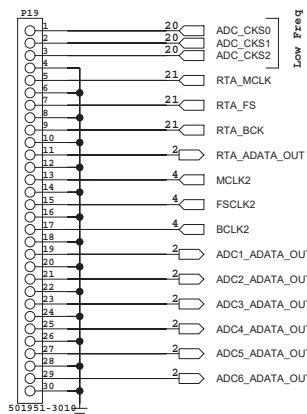 P19
1 20 ADC_CKS0
2 20 ADC_CKS1
3 20 ADC_CKS2
4
5 21 RTA_MCLK
6
7 21 RTA_FS
8
9 21 RTA_BCK
10
11 2 RTA_ADATA_OUT
12
13 4 MCLK2
14
15 4 FSCLK2
16
17 4 BCLK2
18
19 2 ADC1_ADATA_OUT
20
21 2 ADC2_ADATA_OUT
22
23 2 ADC3_ADATA_OUT
24
25 2 ADC4_ADATA_OUT
26
27 2 ADC5_ADATA_OUT
28
29 2 ADC6_ADATA_OUT
30
501951-3010
Low Freq